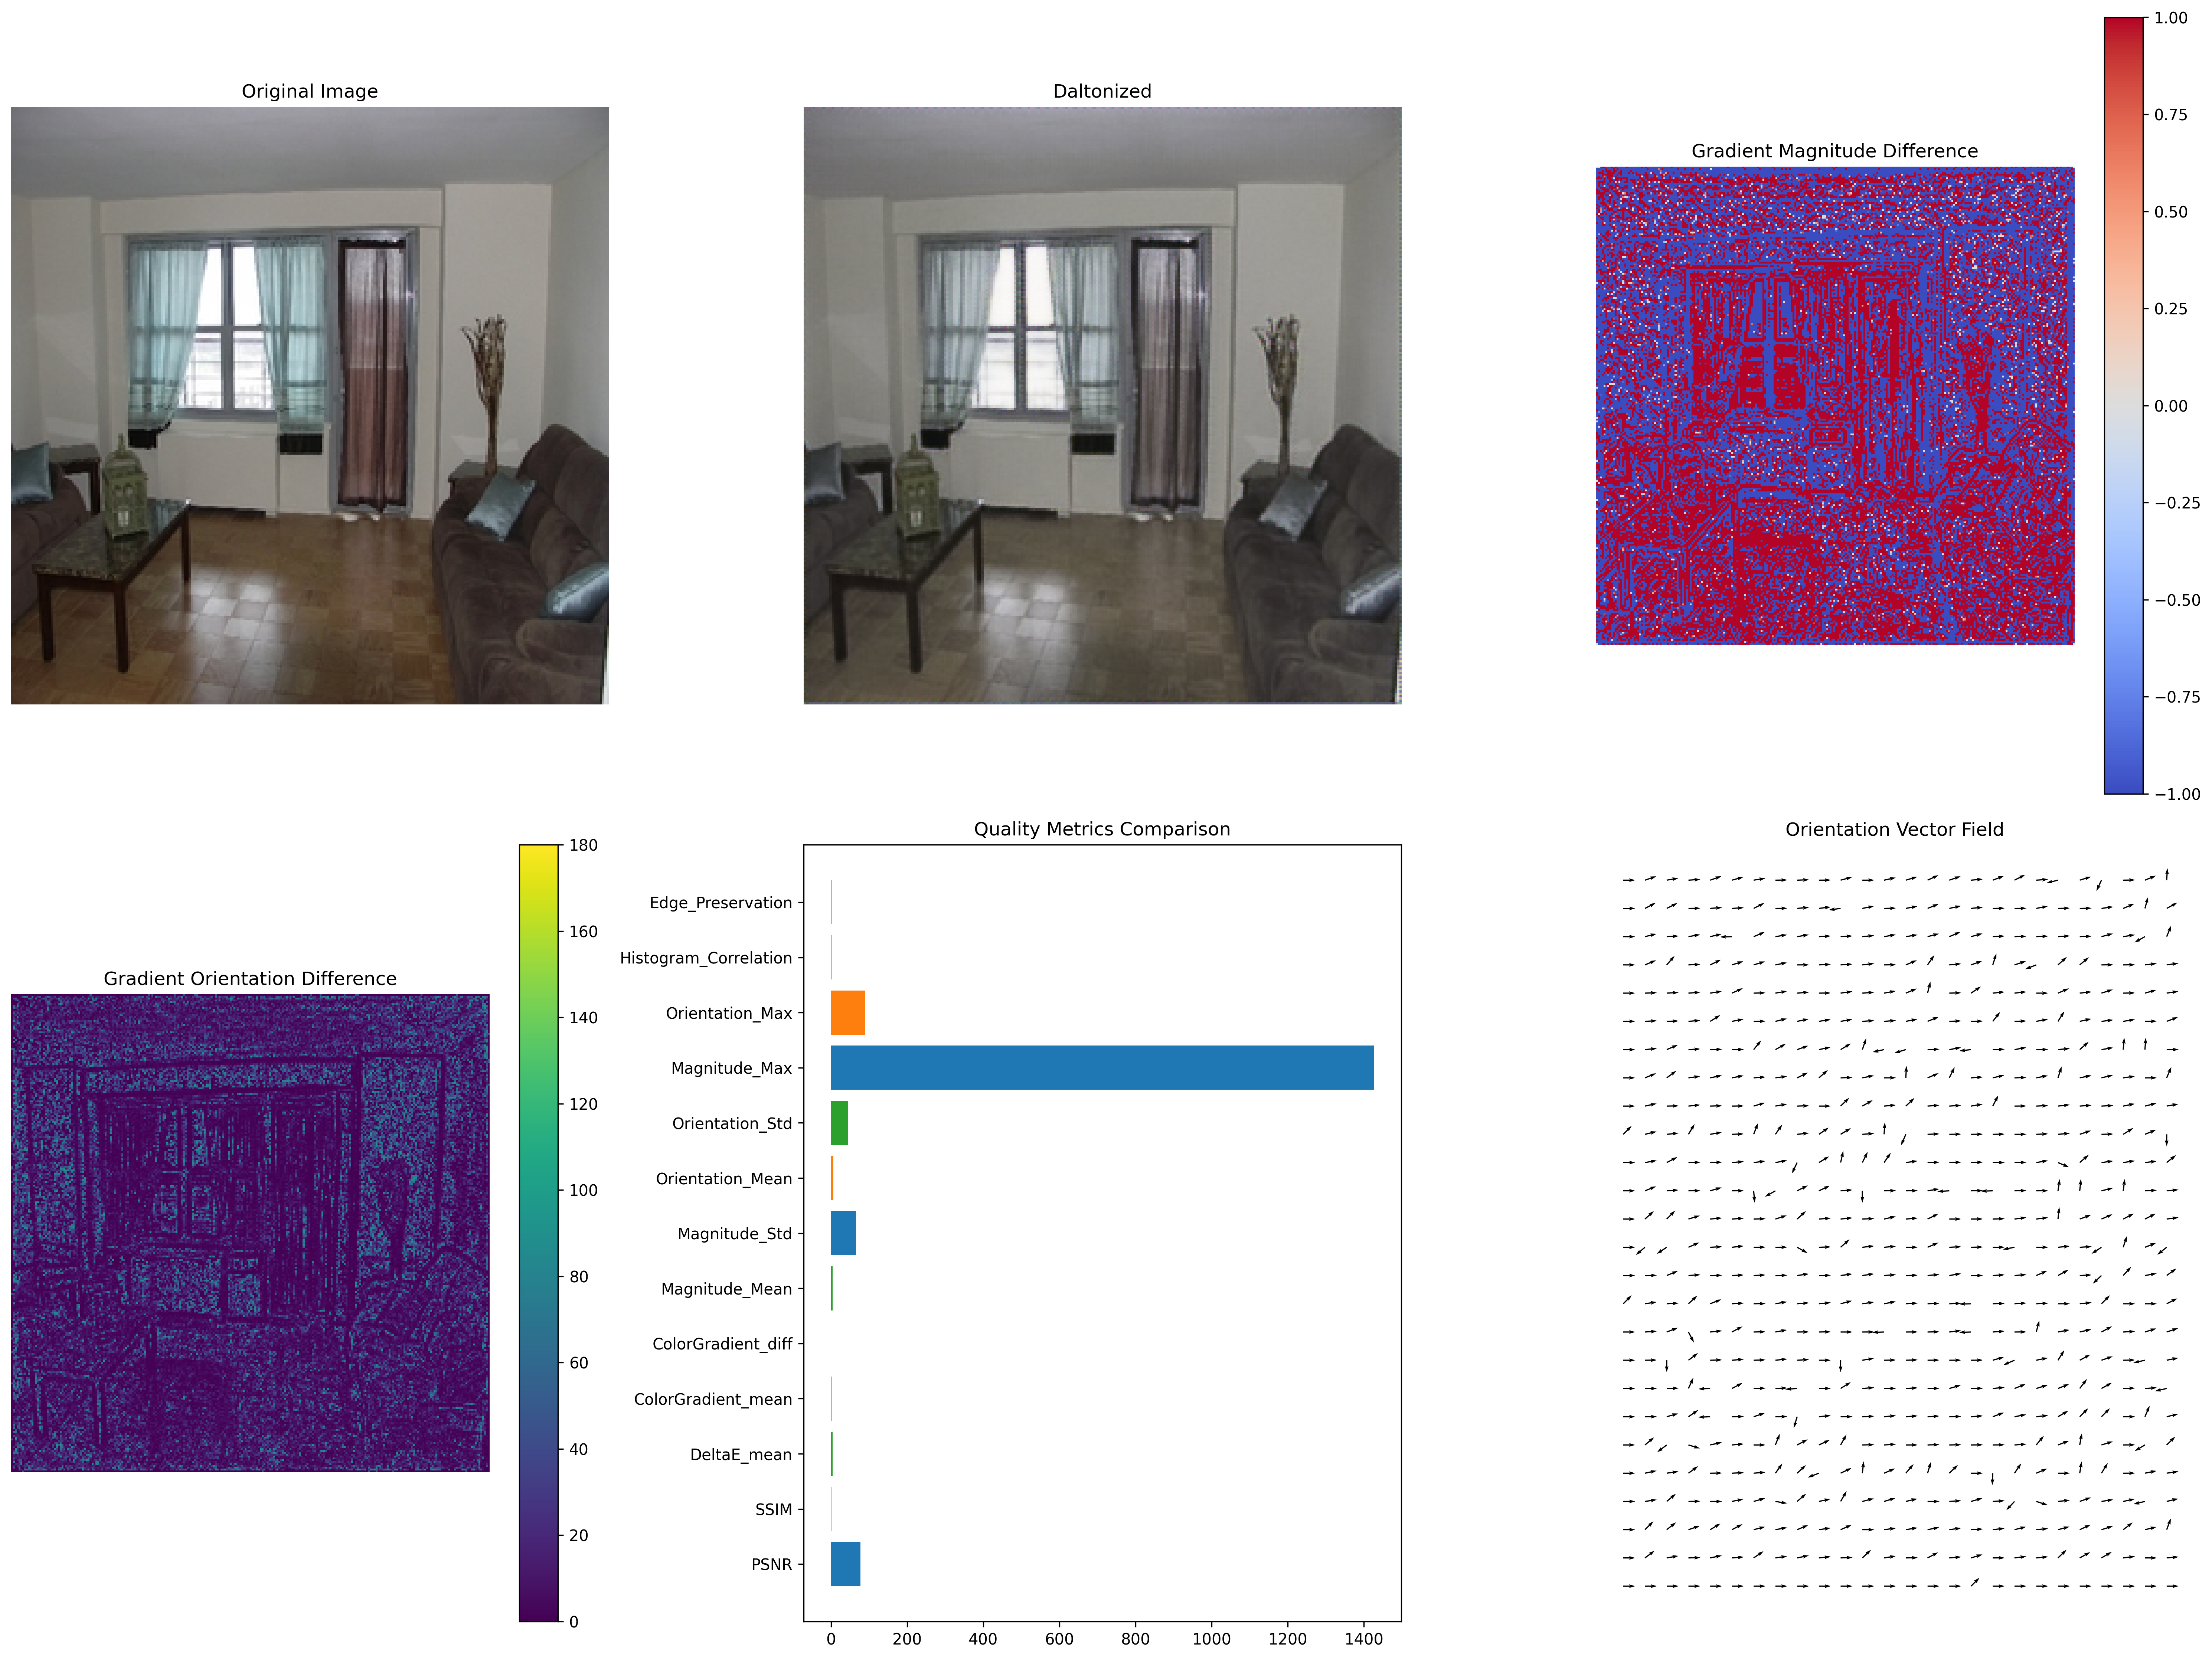 Original Image
Daltonized
Gradient Magnitude Difference
1.00
0.75
0.50
0.25
0.00
−0.25
−0.50
−0.75
−1.00
Gradient Orientation Difference
180
160
140
120
100
80
60
40
20
0
Quality Metrics Comparison
Edge_Preservation
Histogram_Correlation
Orientation_Max
Magnitude_Max
Orientation_Std
Orientation_Mean
Magnitude_Std
Magnitude_Mean
ColorGradient_diff
ColorGradient_mean
DeltaE_mean
SSIM
PSNR
0 200 400 600 800 1000 1200 1400
Orientation Vector Field